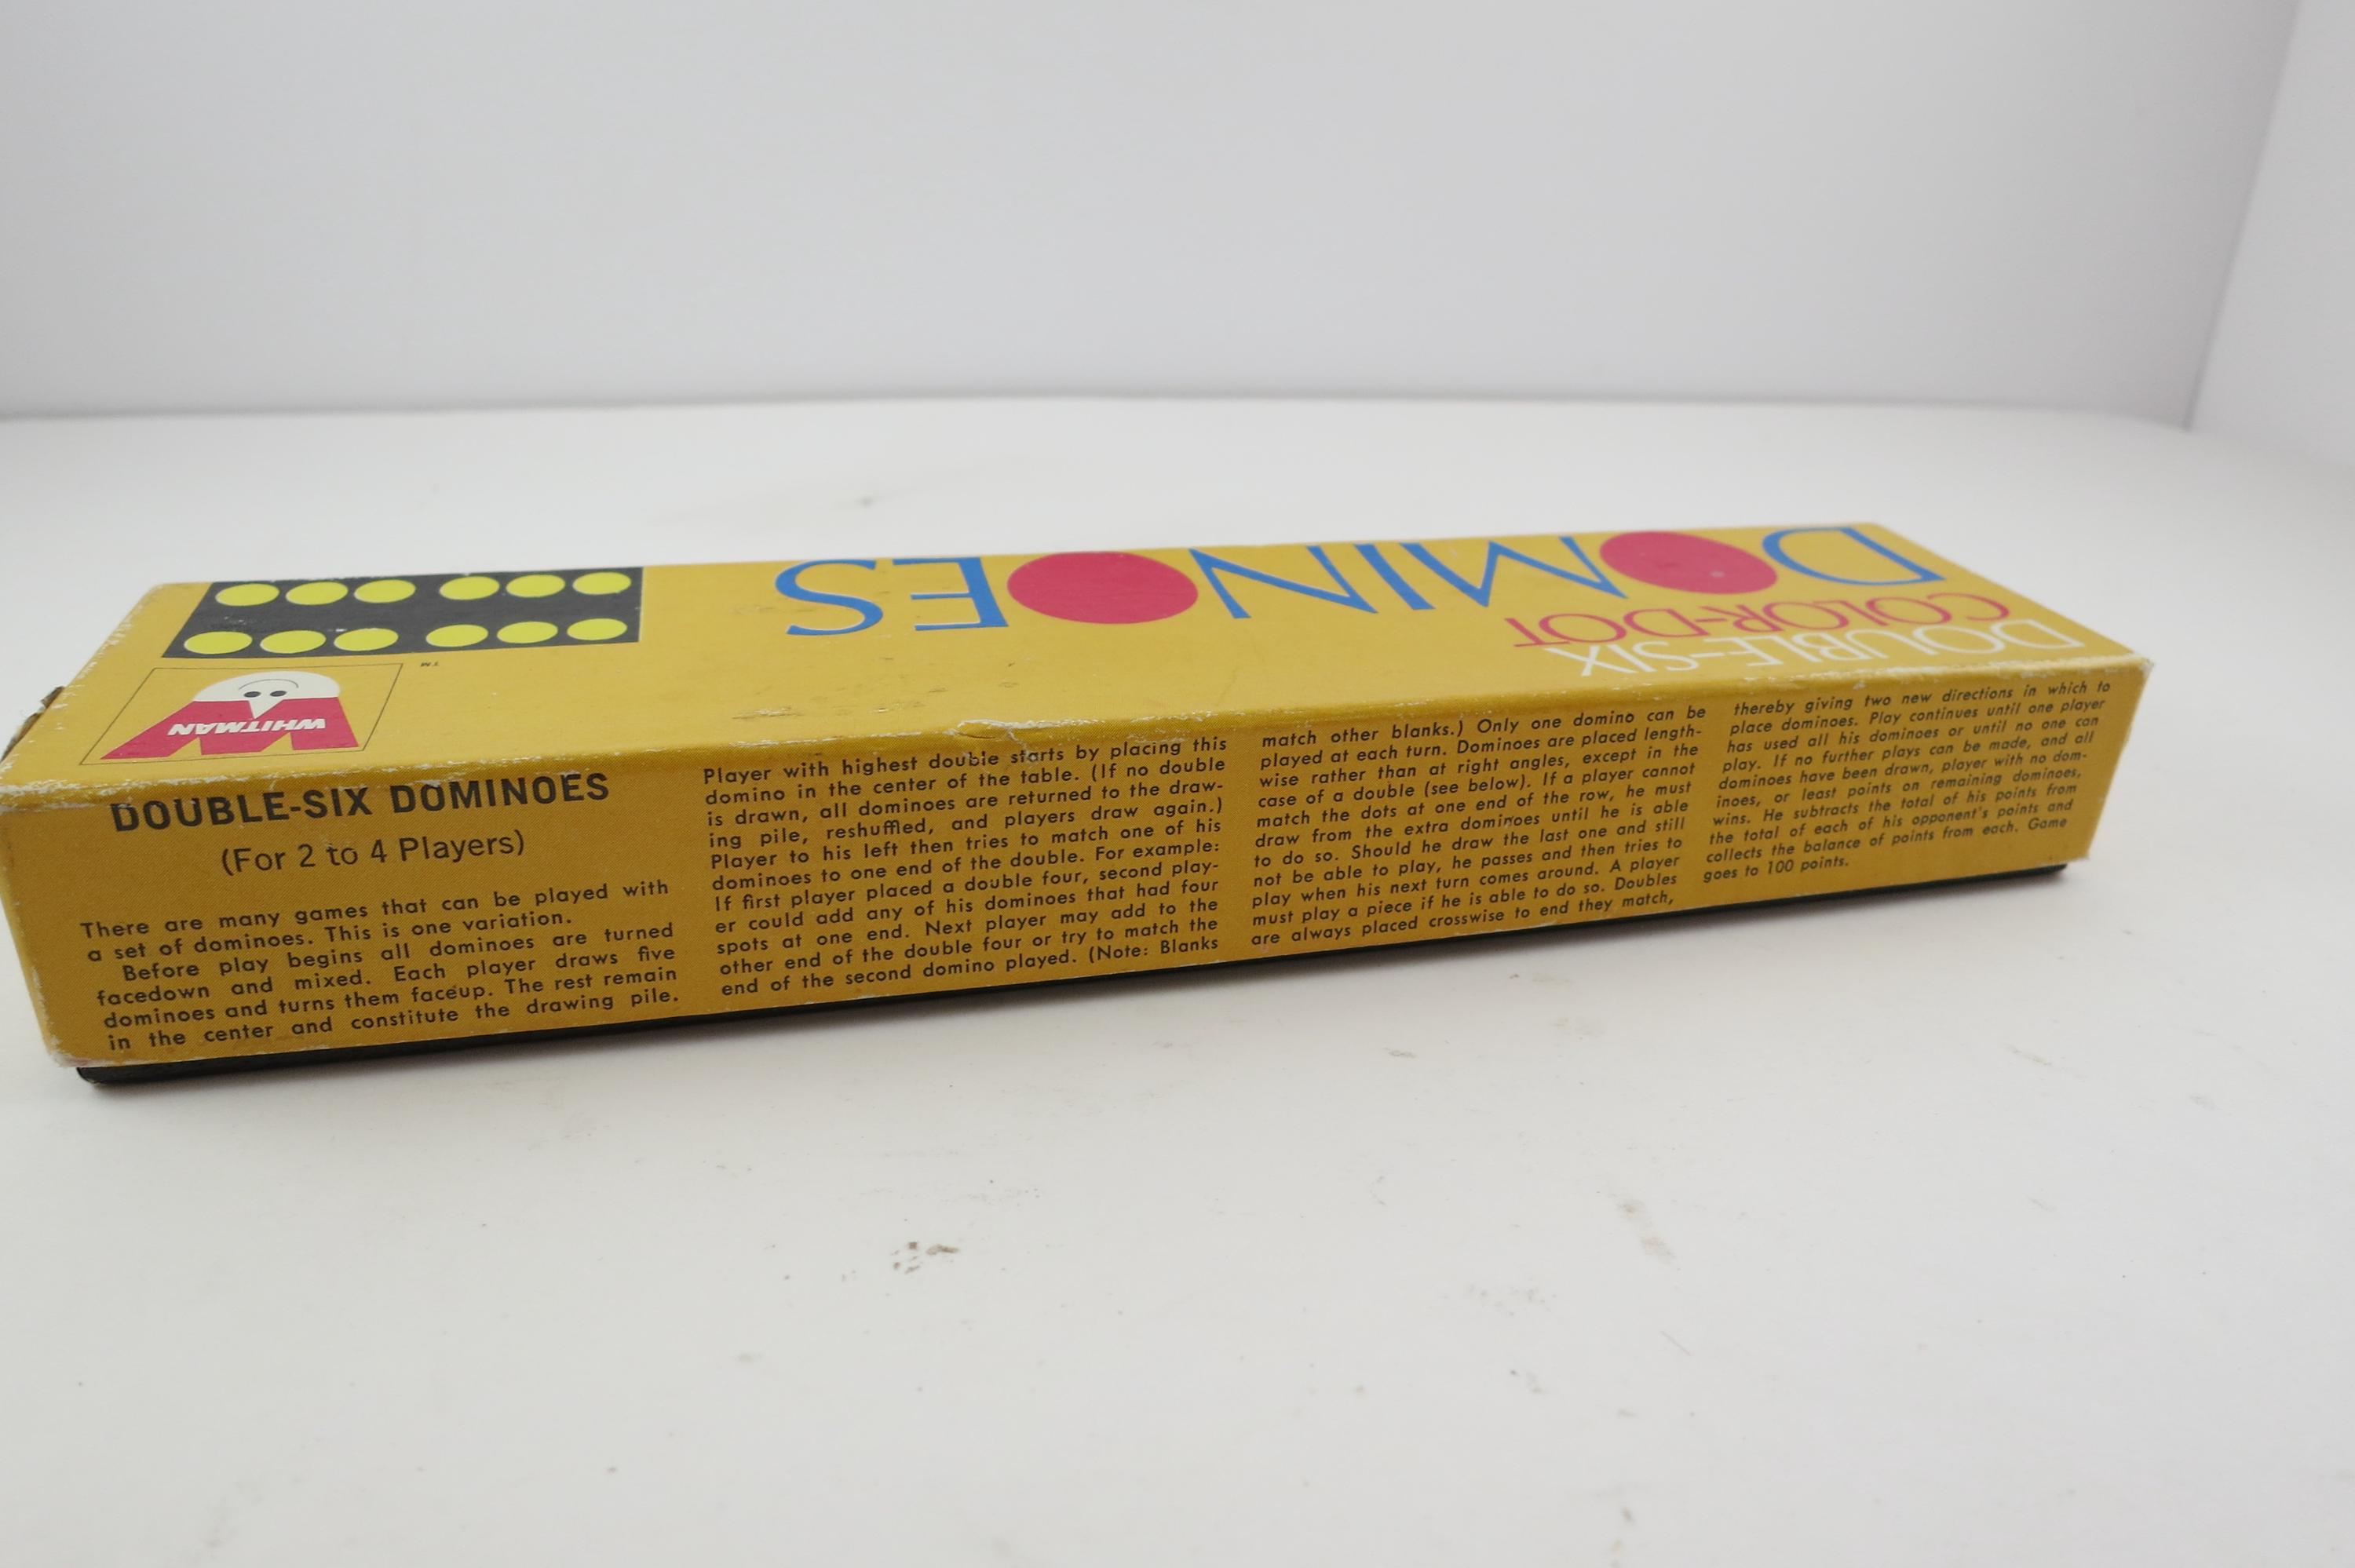 DOUBLE-SIX
COLOR-DOT
DOMINOES
WHITMAN
TM
DOUBLE-SIX DOMINOES
(For 2 to 4 Players)
There are many games that can be played with
a set of dominoes. This is one variation.
Before play begins all dominoes are turned
facedown and mixed. Each player draws five
dominoes and turns them faceup. The rest remain
in the center and constitute the drawing pile.
Player with highest double starts by placing this
domino in the center of the table. (If no double
is drawn, all dominoes are returned to the draw-
ing pile, reshuffled, and players draw again.)
Player to his left then tries to match one of his
dominoes to one end of the double. For example:
If first player placed a double four, second play-
er could add any of his dominoes that had four
spots at one end. Next player may add to the
other end of the double four or try to match the
end of the second domino played. (Note: Blanks
match other blanks.) Only one domino can be
played at each turn. Dominoes are placed length-
wise rather than at right angles, except in the
case of a double (see below). If a player cannot
match the dots at one end of the row, he must
draw from the extra dominoes until he is able
to do so. Should he draw the last one and still
not be able to play, he passes and then tries to
play when his next turn comes around. A player
must play a piece if he is able to do so. Doubles
are always placed crosswise to end they match,
thereby giving two new directions in which to
place dominoes. Play continues until one player
has used all his dominoes or until no one can
play. If no further plays can be made, and all
dominoes have been drawn, player with no dom-
inoes, or least points on remaining dominoes,
wins. He subtracts the total of his points from
the total of each of his opponent's points and
collects the balance of points from each. Game
goes to 100 points.